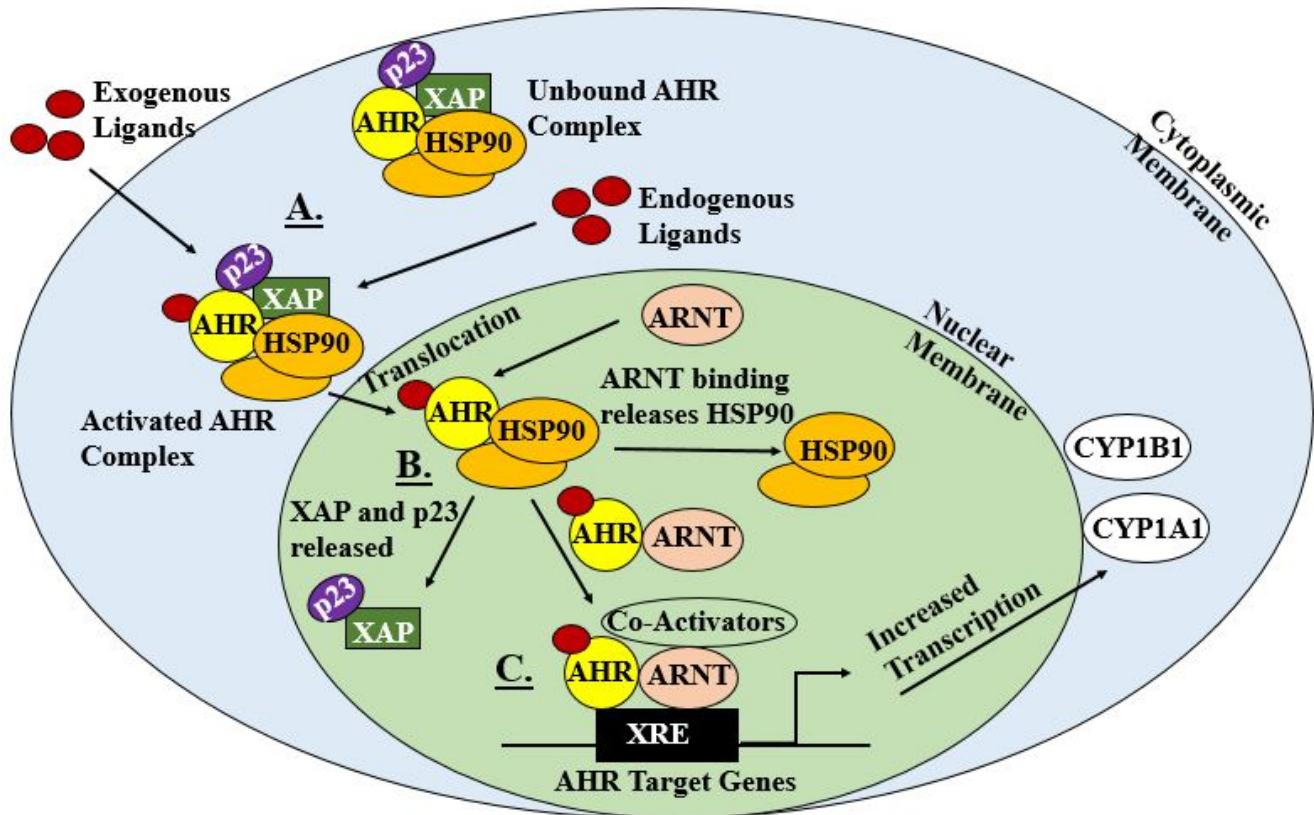 p23
XAP
AHR
HSP90
Unbound AHR
Complex
Exogenous
Ligands
Cytoplasmic
Membrane
A.
Endogenous
Ligands
p23
XAP
AHR
HSP90
Activated AHR
Complex
Translocation
ARNT
Nuclear
Membrane
ARNT binding
releases HSP90
AHR
HSP90
HSP90
B.
CYP1B1
CYP1A1
XAP and p23
released
AHR
ARNT
p23
XAP
Increased
Transcription
Co-Activators
C.
AHR
ARNT
XRE
AHR Target Genes